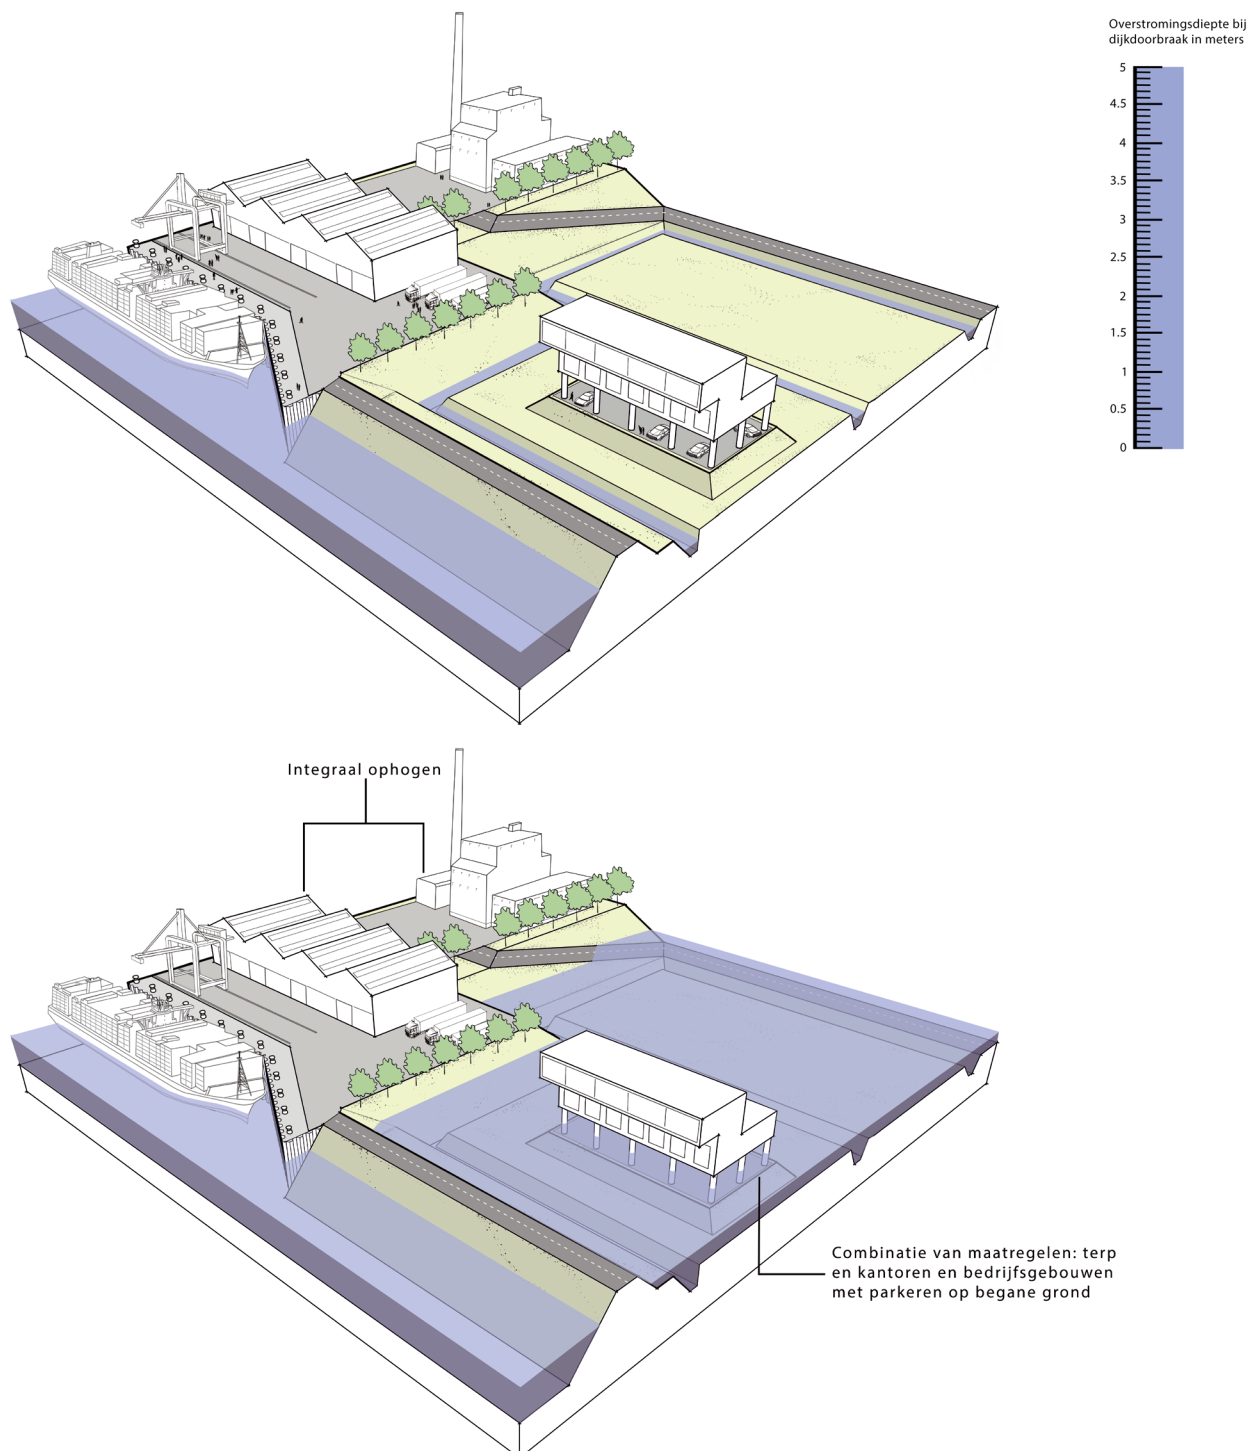 Overstromingsdiepte bij
dijkdoorbraak in meters
5
4.5
4
3.5
3
2.5
2
1.5
1
0.5
0
Integraal ophogen
Combinatie van maatregelen: terp
en kantoren en bedrijfsgebouwen
met parkeren op begane grond